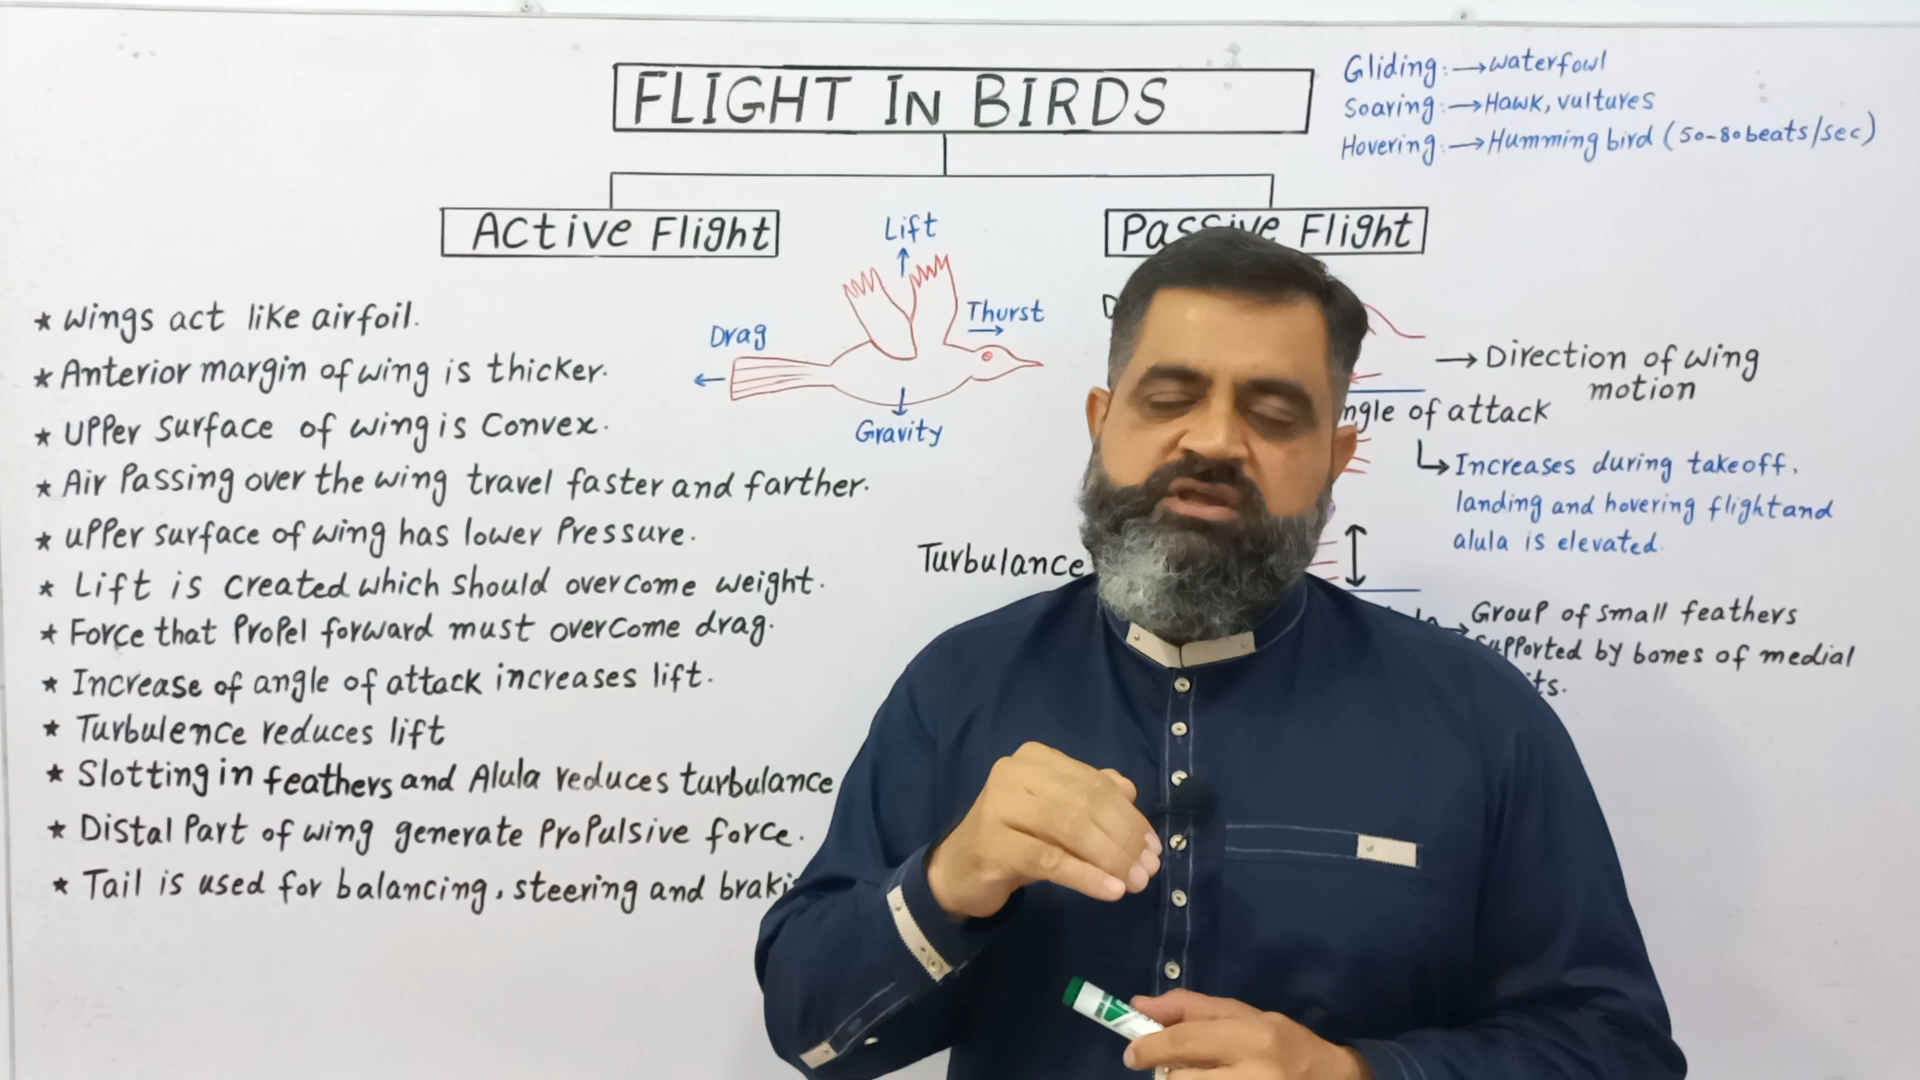 FLIGHT IN BIRDS
Gliding:→waterfowl
Soaring:→Hawk, vultures
Hovering:→Humming bird (50-80 beats/sec)
Active Flight
Passive Flight
Lift
Thurst
Drag
Gravity
★ Wings act like airfoil.
★ Anterior margin of wing is thicker.
★ Upper surface of wing is Convex.
★ Air Passing over the wing travel faster and farther.
★ upper surface of wing has lower Pressure.
★ Lift is created which should overcome weight.
★ Force that Propel forward must overcome drag.
★ Increase of angle of attack increases lift.
★ Turbulence reduces lift
★ Slotting in feathers and Alula reduces turbulance
★ Distal Part of wing generate Propulsive force.
★ Tail is used for balancing, steering and
→ Direction of wing
motion
of attack
↳ Increases during takeoff,
landing and hovering flight and
alula is elevated.
Turbulance
→ Group of small feathers
supported by bones of medial